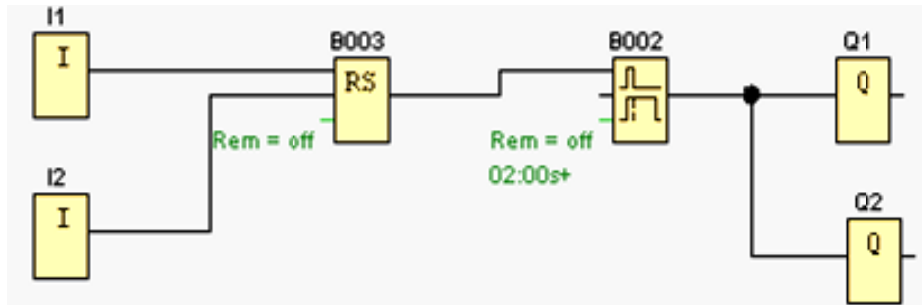 I1
B003
B002
Q1
I
RS
Q
Rem = off
Rem = off
02:00s+
I2
I
Q2
Q